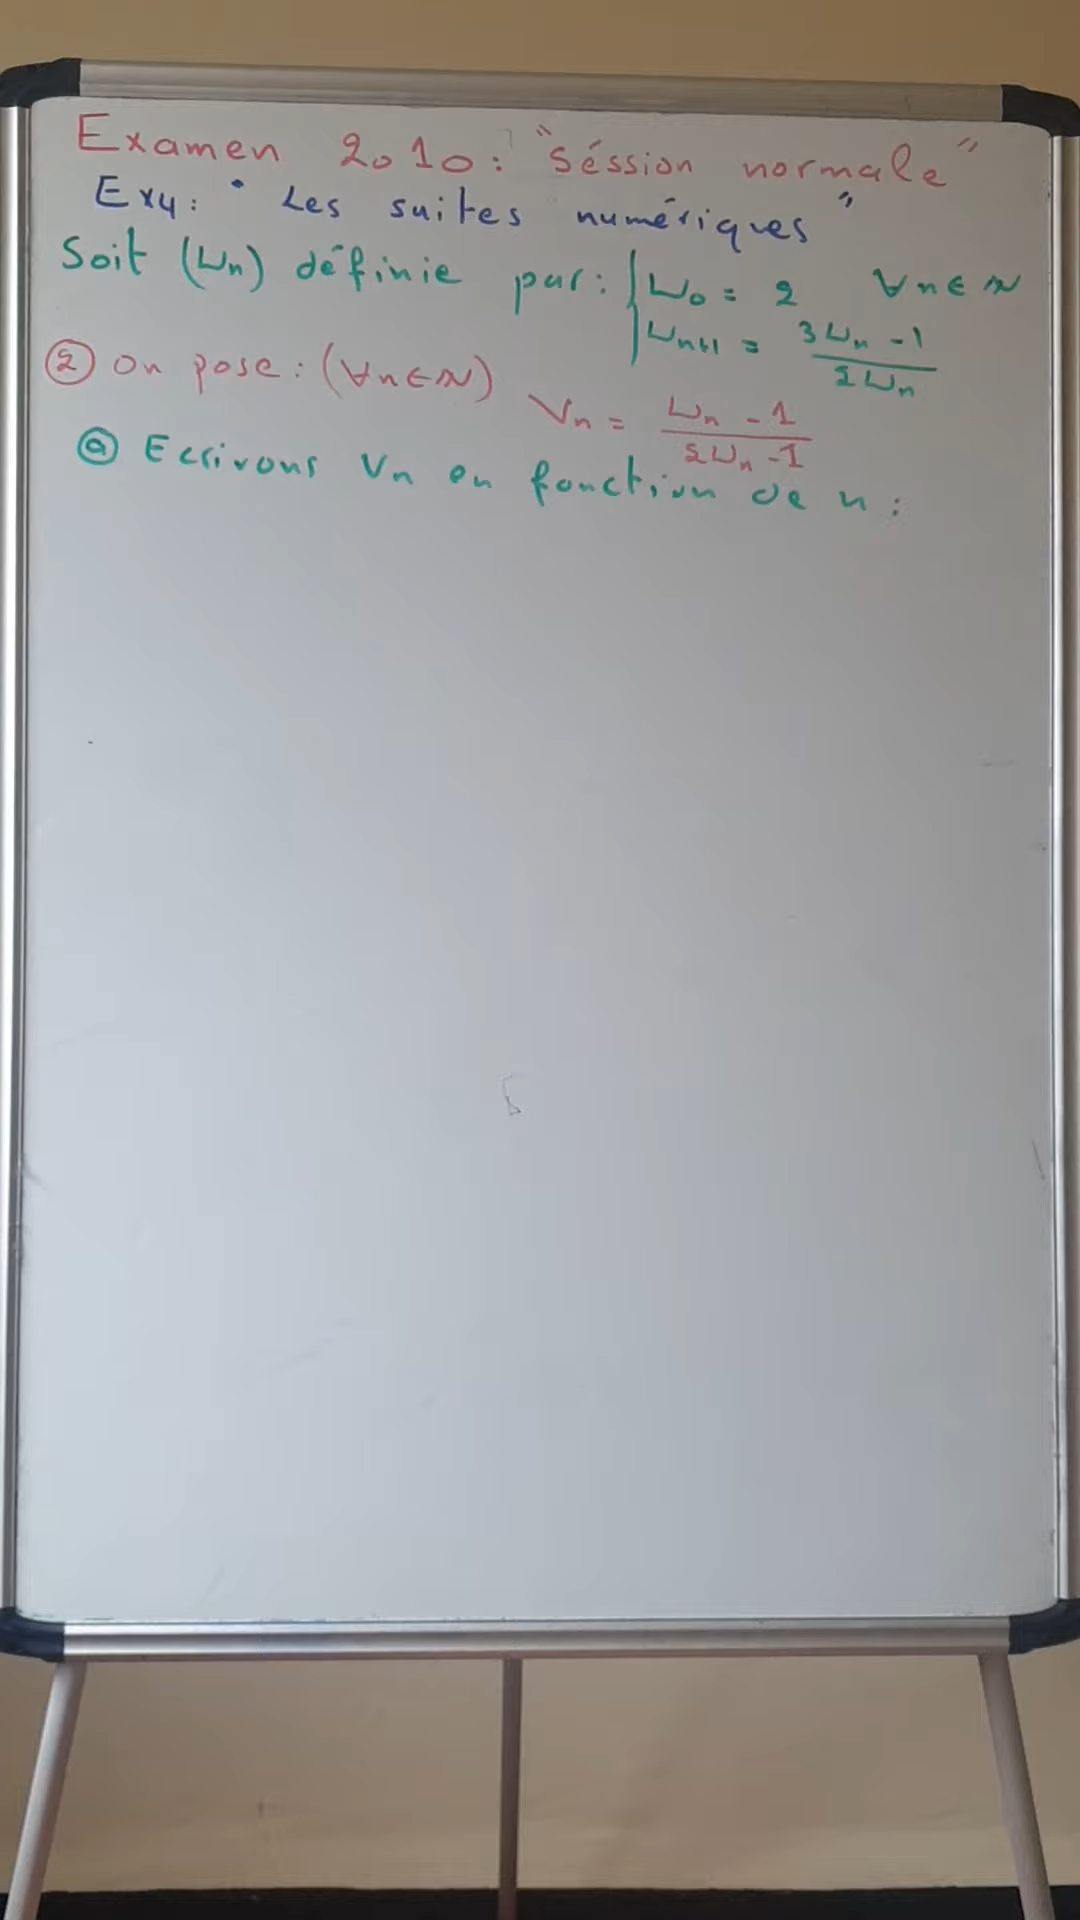 Examen 2010: "Séssion normale"
Ex4: "Les suites numériques"
Soit (Un) définie par: { U0 = 2 ∀n∈N
Un+1 = (3Un - 1)/(2Un)
② On pose: (∀n∈N) Vn = (Un - 1)/(2Un - 1)
ⓐ Ecrivons Vn en fonction de n: